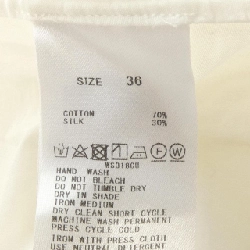 SIZE 36
COTTON 70%
SILK 30%
HAND WASH
DO NOT BLEACH
DO NOT TUMBLE DRY
DRY IN SHADE
IRON MEDIUM
DRY CLEAN SHORT CYCLE
MACHINE WASH PERMANENT
PRESS CYCLE COLD
IRON WITH PRESS CLOTH
USE NEUTRAL DETERGENT